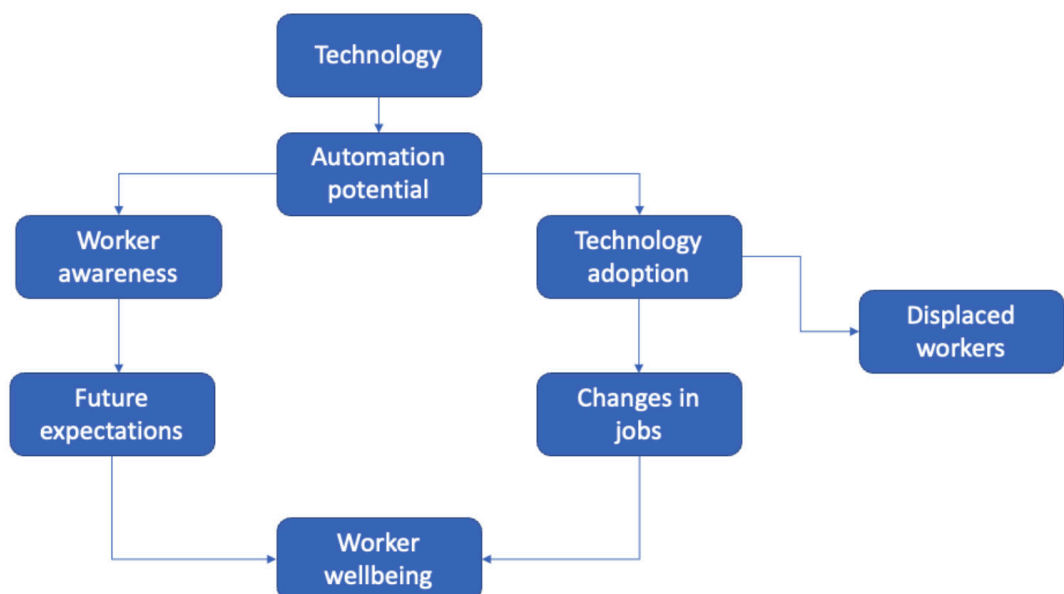 Technology
Automation
potential
Worker
awareness
Technology
adoption
Displaced
workers
Future
expectations
Changes in
jobs
Worker
wellbeing